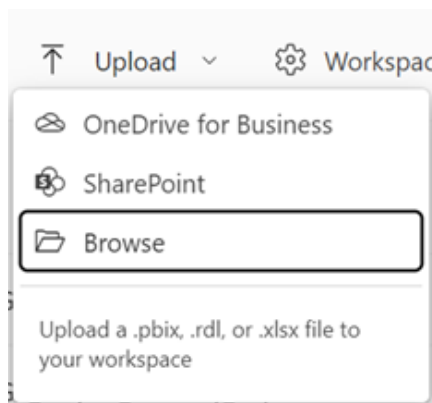 Upload
OneDrive for Business
SharePoint
Browse
Upload a .pbix, .rdl, or .xlsx file to
your workspace